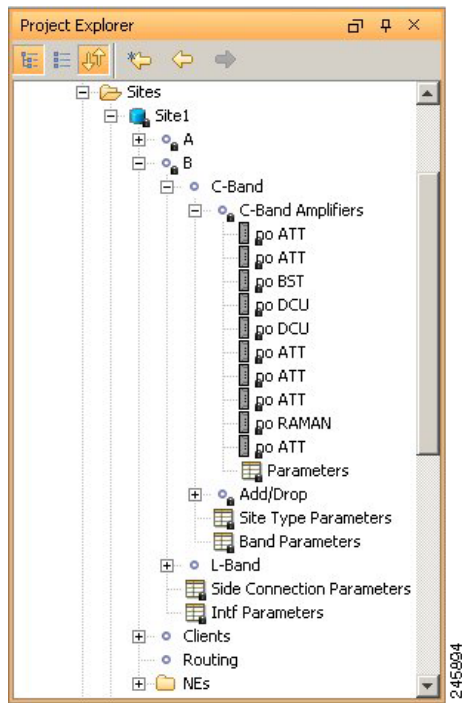 Project Explorer
Sites
Site1
A
B
C-Band
C-Band Amplifiers
po ATT
po ATT
po BST
po DCU
po DCU
po ATT
po ATT
po ATT
po RAMAN
po ATT
Parameters
Add/Drop
Site Type Parameters
Band Parameters
L-Band
Side Connection Parameters
Intf Parameters
Clients
Routing
NEs
245894